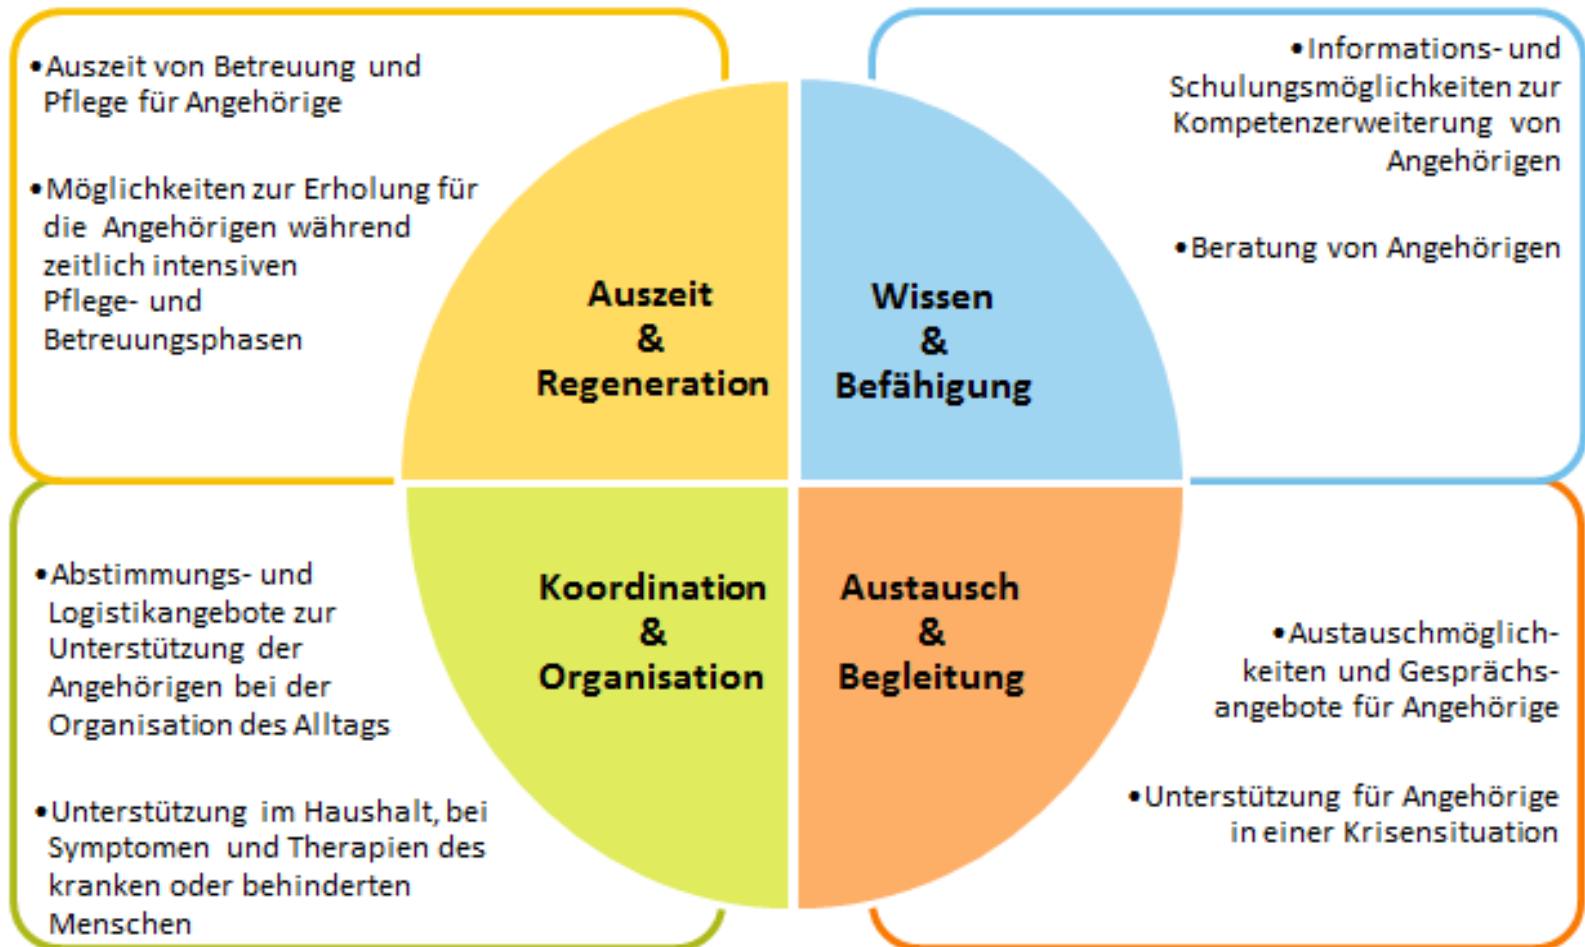 •Auszeit von Betreuung und
Pflege für Angehörige
•Möglichkeiten zur Erholung für
die Angehörigen während
zeitlich intensiven
Pflege- und
Betreuungsphasen
Auszeit
&
Regeneration
Wissen
&
Befähigung
•Informations- und
Schulungsmöglichkeiten zur
Kompetenzerweiterung von
Angehörigen
•Beratung von Angehörigen
•Abstimmungs- und
Logistikangebote zur
Unterstützung der
Angehörigen bei der
Organisation des Alltags
•Unterstützung im Haushalt, bei
Symptomen und Therapien des
kranken oder behinderten
Menschen
Koordination
&
Organisation
Austausch
&
Begleitung
•Austauschmöglich-
keiten und Gesprächs-
angebote für Angehörige
•Unterstützung für Angehörige
in einer Krisensituation